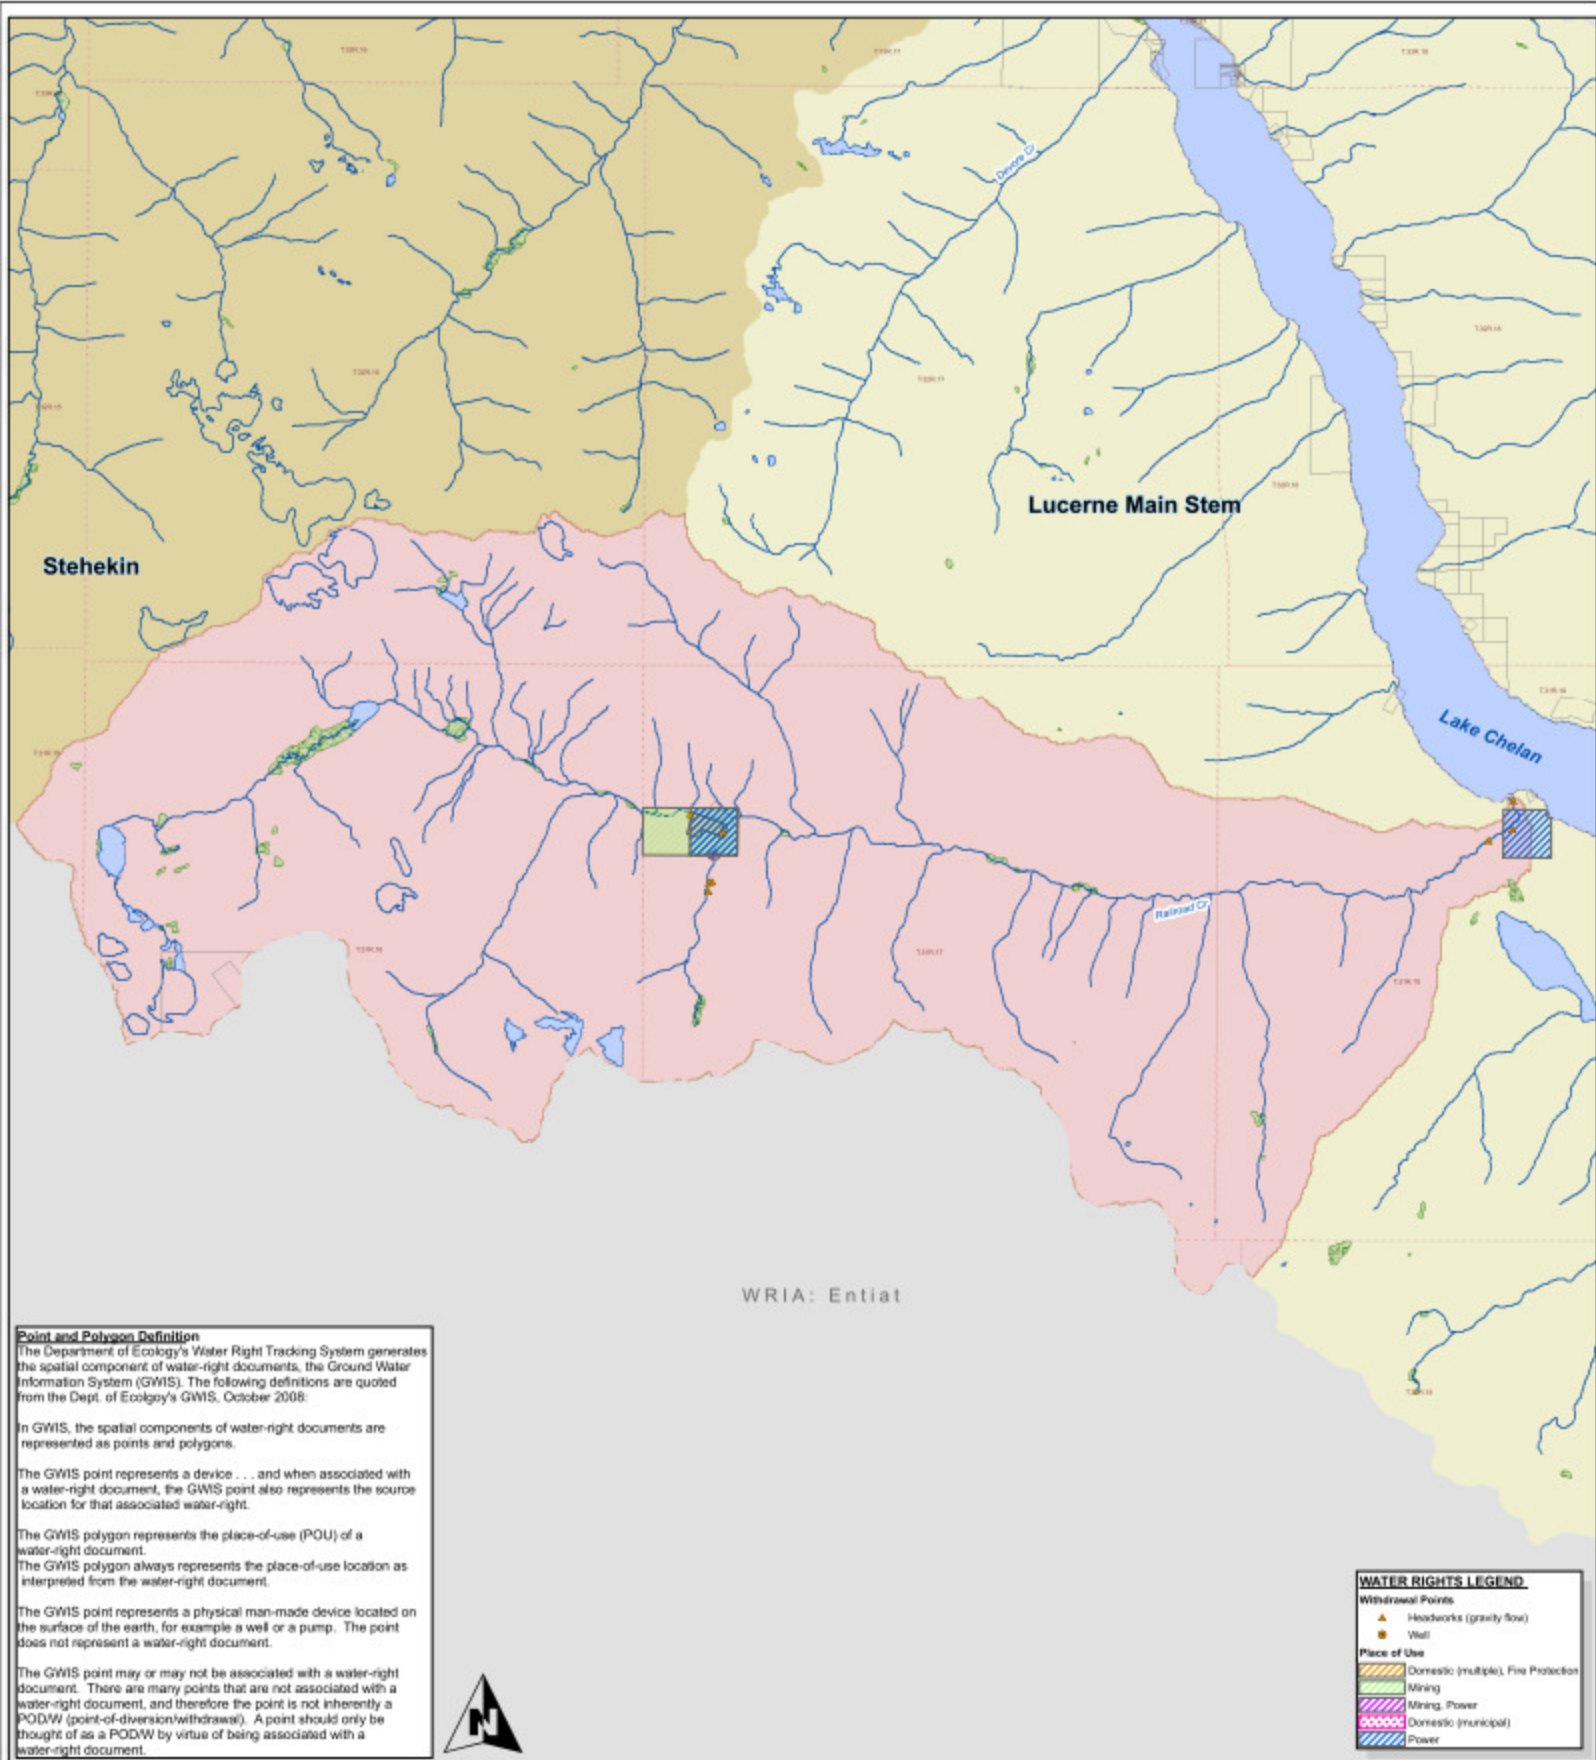 Devore Cr
Lucerne Main Stem
Stehekin
Lake Chelan
Railroad Cr
WRIA: Entiat
Point and Polygon Definition
The Department of Ecology's Water Right Tracking System generates
the spatial component of water-right documents, the Ground Water
Information System (GWIS). The following definitions are quoted
from the Dept. of Ecolgoy's GWIS, October 2008:
In GWIS, the spatial components of water-right documents are
represented as points and polygons.
The GWIS point represents a device . . . and when associated with
a water-right document, the GWIS point also represents the source
location for that associated water-right.
The GWIS polygon represents the place-of-use (POU) of a
water-right document.
The GWIS polygon always represents the place-of-use location as
interpreted from the water-right document.
The GWIS point represents a physical man-made device located on
the surface of the earth, for example a well or a pump. The point
does not represent a water-right document.
The GWIS point may or may not be associated with a water-right
document. There are many points that are not associated with a
water-right document, and therefore the point is not inherently a
POD/W (point-of-diversion/withdrawal). A point should only be
thought of as a POD/W by virtue of being associated with a
water-right document.
N
WATER RIGHTS LEGEND
Withdrawal Points
Headworks (gravity flow)
Well
Place of Use
Domestic (multiple), Fire Protection
Mining
Mining, Power
Domestic (municipal)
Power